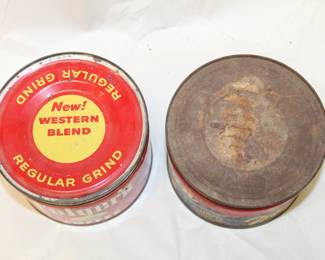 REGULAR GRIND
New!
WESTERN
BLEND
REGULAR GRIND